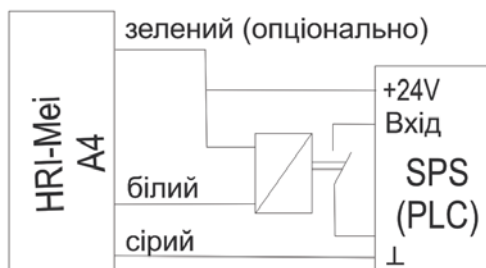 зелений (опціонально)
HRI-Mei
A4
+24V
Вхід
SPS
(PLC)
білий
сірий
⊥